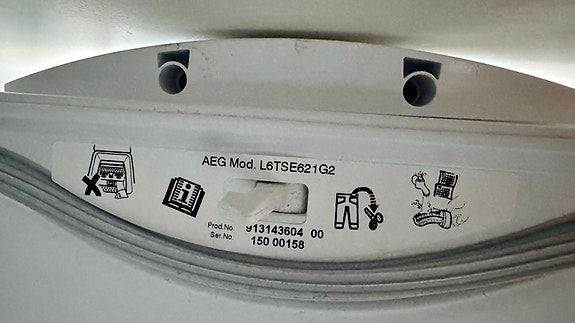 AEG Mod. L6TSE621G2
Prod.No. 913143604 00
Ser.No. 150 00158